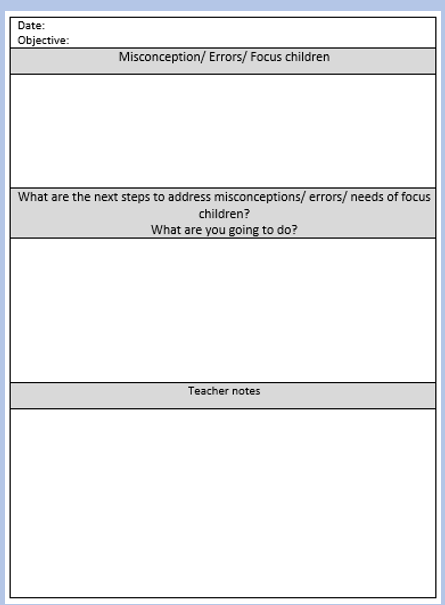 Date:
Objective:
Misconception/ Errors/ Focus children
What are the next steps to address misconceptions/ errors/ needs of focus
children?
What are you going to do?
Teacher notes